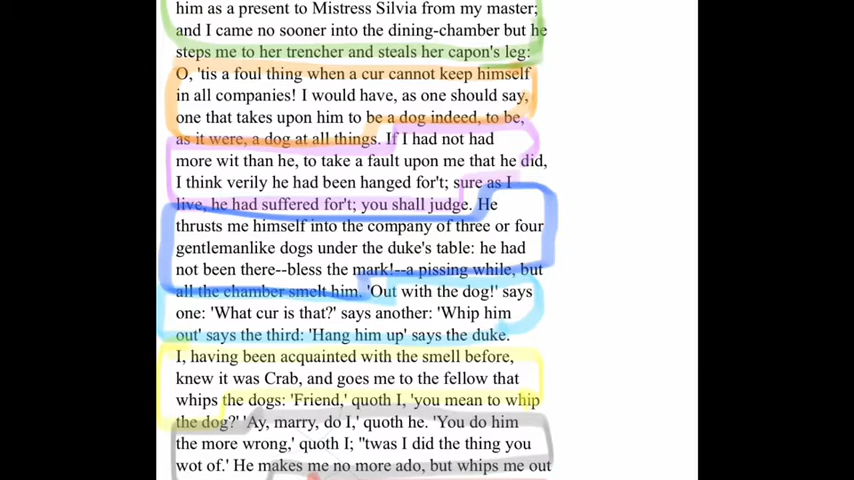 him as a present to Mistress Silvia from my master;
and I came no sooner into the dining-chamber but he
steps me to her trencher and steals her capon's leg:
O, 'tis a foul thing when a cur cannot keep himself
in all companies! I would have, as one should say,
one that takes upon him to be a dog indeed, to be,
as it were, a dog at all things. If I had not had
more wit than he, to take a fault upon me that he did,
I think verily he had been hanged for't; sure as I
live, he had suffered for't; you shall judge. He
thrusts me himself into the company of three or four
gentlemanlike dogs under the duke's table: he had
not been there--bless the mark!--a pissing while, but
all the chamber smelt him. 'Out with the dog!' says
one: 'What cur is that?' says another: 'Whip him
out' says the third: 'Hang him up' says the duke.
I, having been acquainted with the smell before,
knew it was Crab, and goes me to the fellow that
whips the dogs: 'Friend,' quoth I, 'you mean to whip
the dog?' 'Ay, marry, do I,' quoth he. 'You do him
the more wrong,' quoth I; ''twas I did the thing you
wot of.' He makes me no more ado, but whips me out